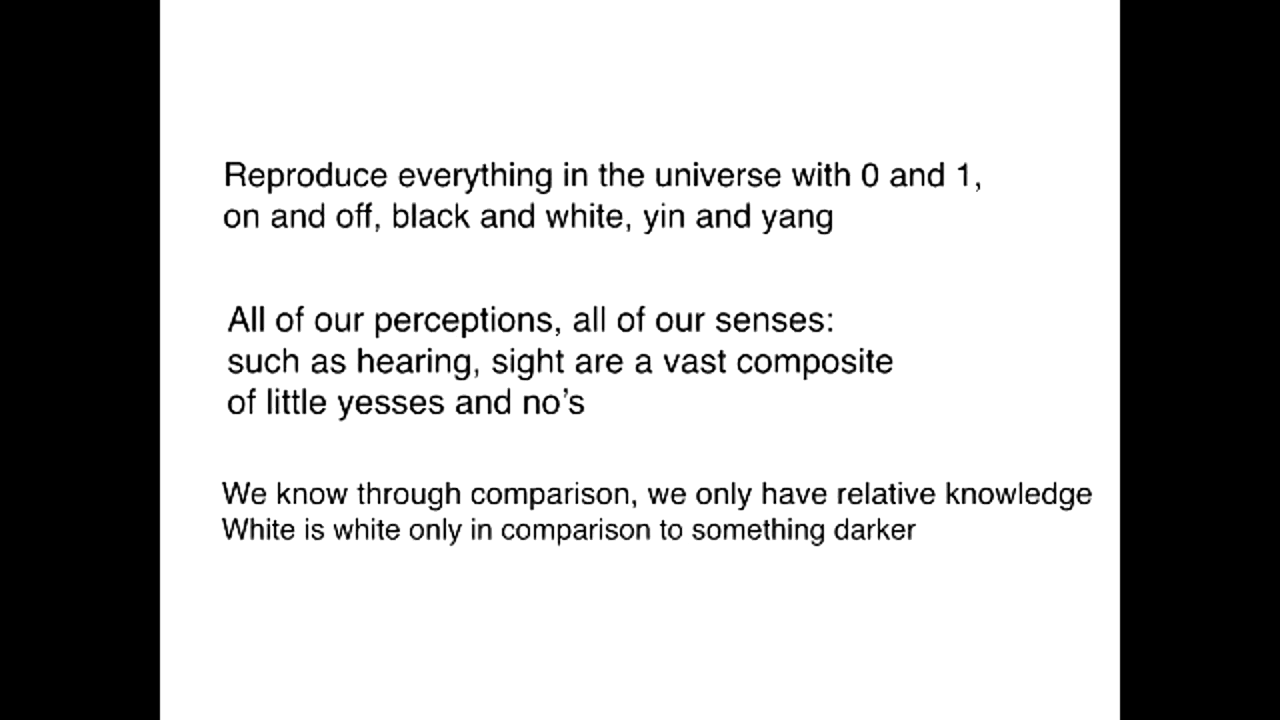 Reproduce everything in the universe with 0 and 1,
on and off, black and white, yin and yang
All of our perceptions, all of our senses:
such as hearing, sight are a vast composite
of little yesses and no’s
We know through comparison, we only have relative knowledge
White is white only in comparison to something darker